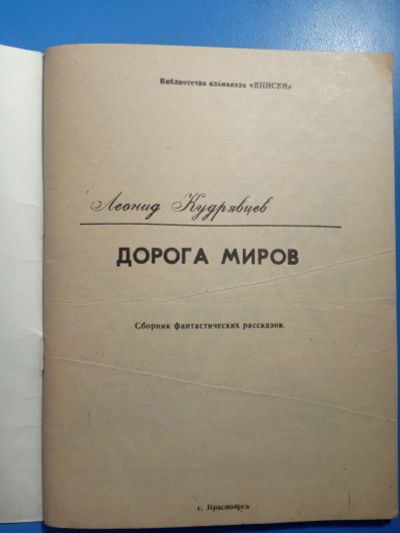 Библиотечка альманаха «ЕНИСЕЙ»
Леонид Кудрявцев
ДОРОГА МИРОВ
Сборник фантастических рассказов.
г. Красноярск